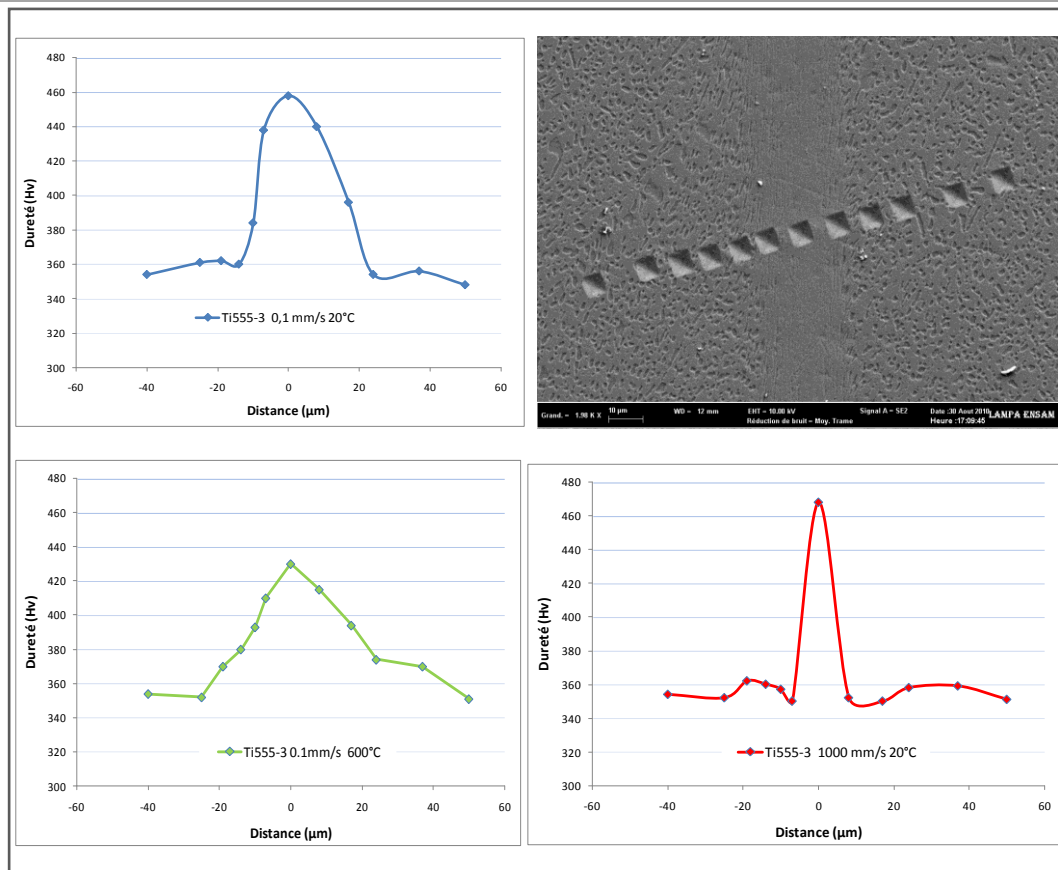 480
460
440
420
400
380
360
340
320
300
Dureté (Hv)
Ti555-3 0,1 mm/s 20°C
-60 -40 -20 0 20 40 60
Distance (µm)
Grand. = 1.98 K X 10 µm WD = 12 mm EHT = 10.00 kV Signal A = SE2 Date :30 Aout 2010 LAMPA ENSAM
Réduction de bruit = Moy. Trame Heure :17:09:45
480
460
440
420
400
380
360
340
320
300
Dureté (Hv)
Ti555-3 0.1mm/s 600°C
-60 -40 -20 0 20 40 60
Distance (µm)
480
460
440
420
400
380
360
340
320
300
Dureté (Hv)
Ti555-3 1000 mm/s 20°C
-60 -40 -20 0 20 40 60
Distance (µm)